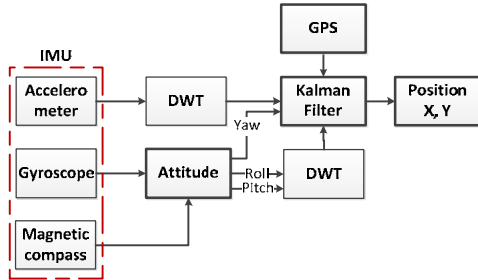 GPS
IMU
Accelero
meter
DWT
Kalman
Filter
Position
X, Y
Yaw
Gyroscope
Attitude
Roll
Pitch
DWT
Magnetic
compass